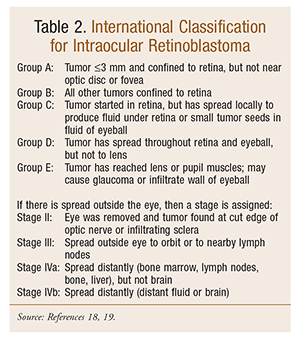 Table 2. International Classification
for Intraocular Retinoblastoma
Group A: Tumor ≤3 mm and confined to retina, but not near
optic disc or fovea
Group B: All other tumors confined to retina
Group C: Tumor started in retina, but has spread locally to
produce fluid under retina or small tumor seeds in
fluid of eyeball
Group D: Tumor has spread throughout retina and eyeball,
but not to lens
Group E: Tumor has reached lens or pupil muscles; may
cause glaucoma or infiltrate wall of eyeball
If there is spread outside the eye, then a stage is assigned:
Stage II: Eye was removed and tumor found at cut edge of
optic nerve or infiltrating sclera
Stage III: Spread outside eye to orbit or to nearby lymph
nodes
Stage IVa: Spread distantly (bone marrow, lymph nodes,
bone, liver), but not brain
Stage IVb: Spread distantly (distant fluid or brain)
Source: References 18, 19.